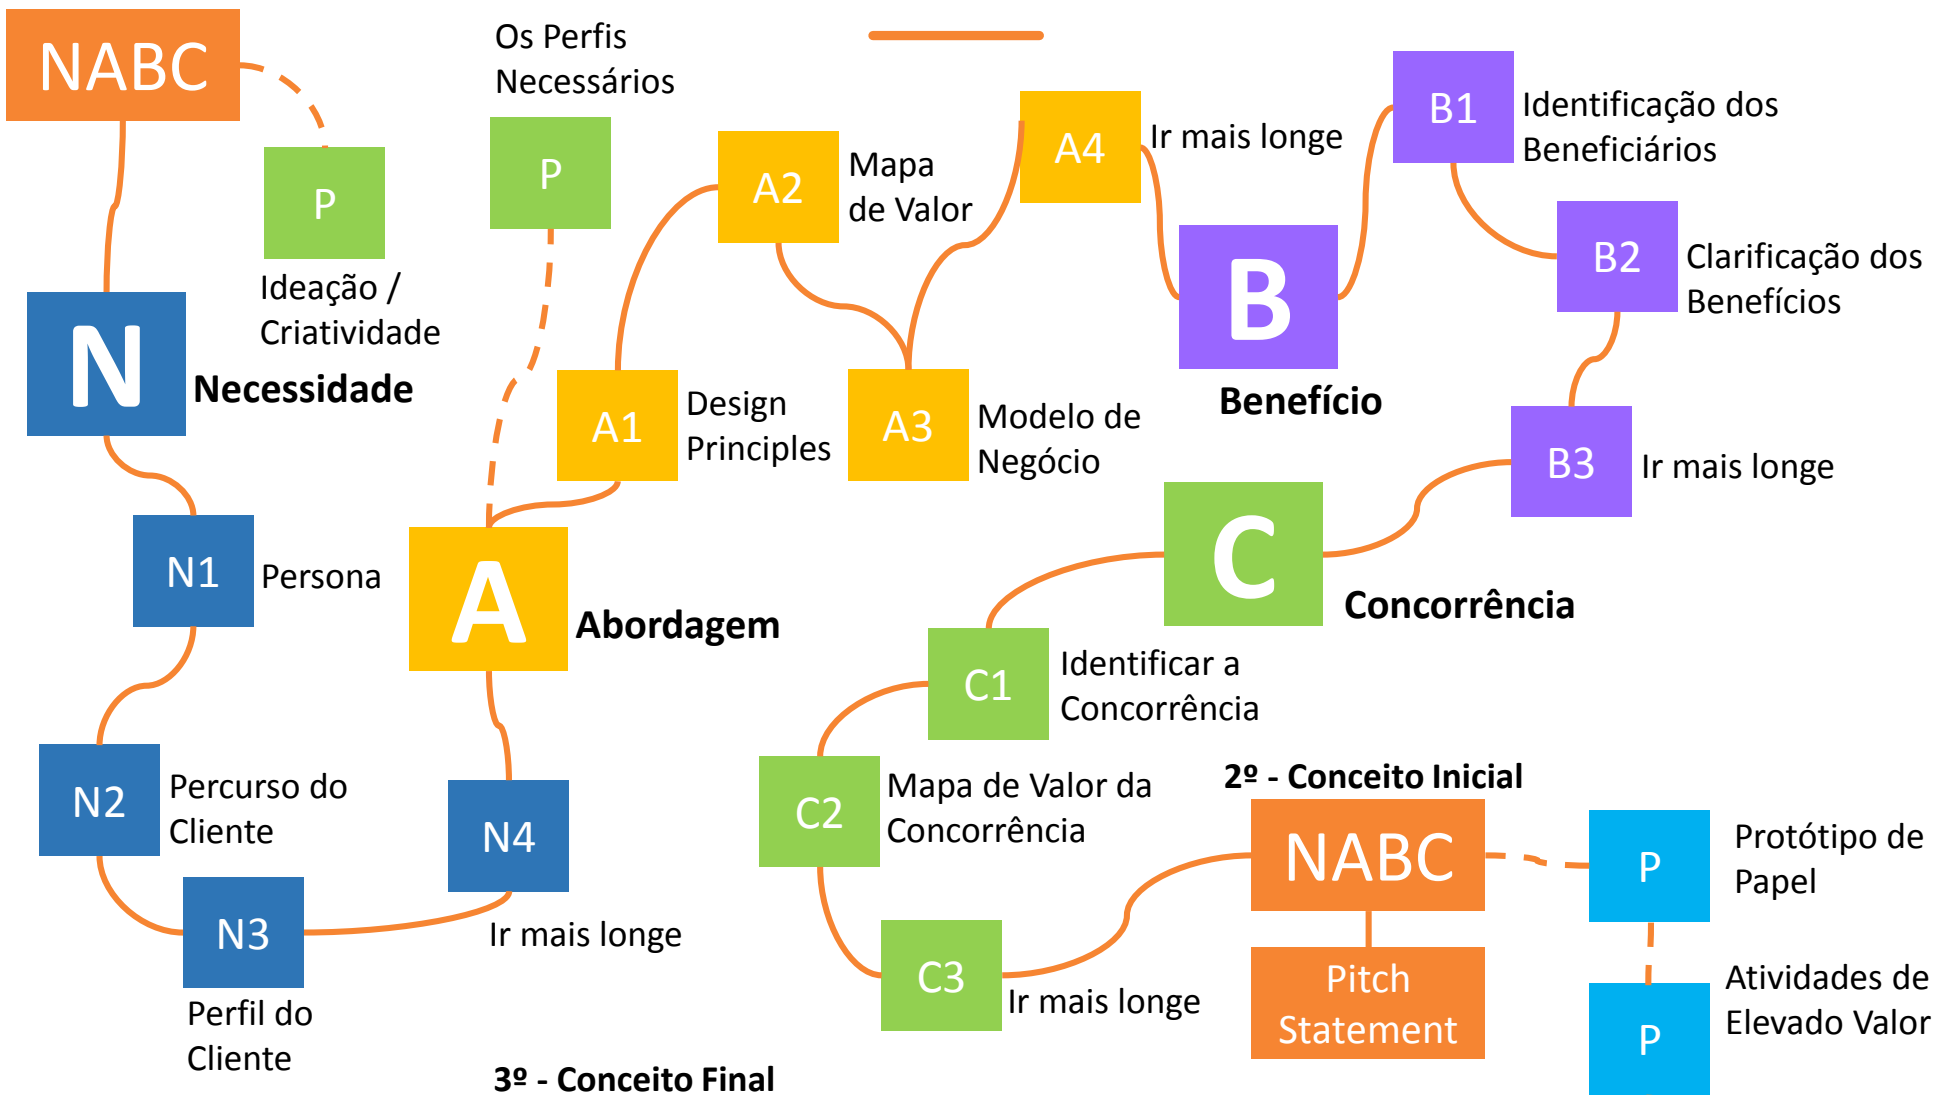 NABC
P
Ideação /
Criatividade
N
Necessidade
N1
Persona
N2
Percurso do
Cliente
N3
Perfil do
Cliente
N4
Ir mais longe
A
Abordagem
Os Perfis
Necessários
P
A1
Design
Principles
A2
Mapa
de Valor
A3
Modelo de
Negócio
A4
Ir mais longe
B
Benefício
B1
Identificação dos
Beneficiários
B2
Clarificação dos
Benefícios
B3
Ir mais longe
C
Concorrência
C1
Identificar a
Concorrência
C2
Mapa de Valor da
Concorrência
C3
Ir mais longe
2º - Conceito Inicial
NABC
Pitch
Statement
P
Protótipo de
Papel
P
Atividades de
Elevado Valor
3º - Conceito Final